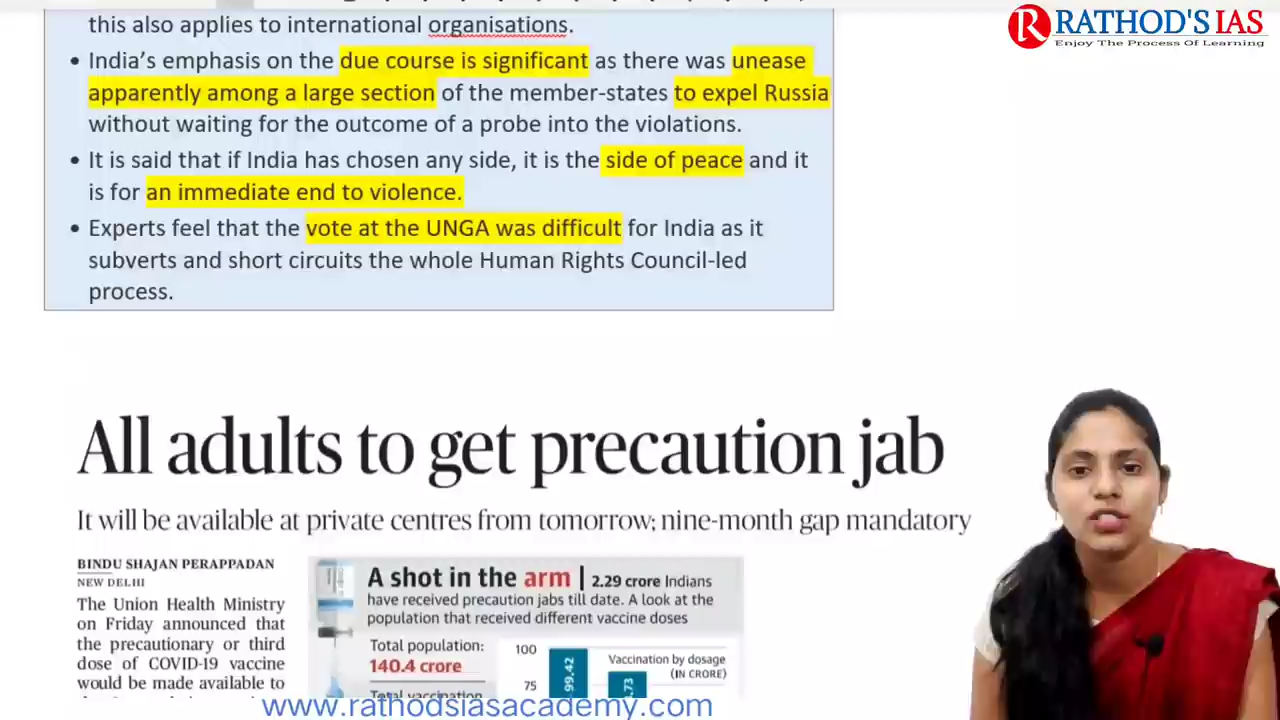 this also applies to international organisations.
RATHOD'S IAS
Enjoy The Process Of Learning
• India's emphasis on the due course is significant as there was unease
apparently among a large section of the member-states to expel Russia
without waiting for the outcome of a probe into the violations.
• It is said that if India has chosen any side, it is the side of peace and it
is for an immediate end to violence.
• Experts feel that the vote at the UNGA was difficult for India as it
subverts and short circuits the whole Human Rights Council-led
process.
All adults to get precaution jab
It will be available at private centres from tomorrow; nine-month gap mandatory
BINDU SHAJAN PERAPPADAN
NEW DELHI
The Union Health Ministry
on Friday announced that
the precautionary or third
dose of COVID-19 vaccine
would be made available to
A shot in the arm | 2.29 crore Indians
have received precaution jabs till date. A look at the
population that received different vaccine doses
Total population:
140.4 crore
Total vaccination
100
75
99.42
.73
Vaccination by dosage
(IN CRORE)
www.rathodsiasacademy.com